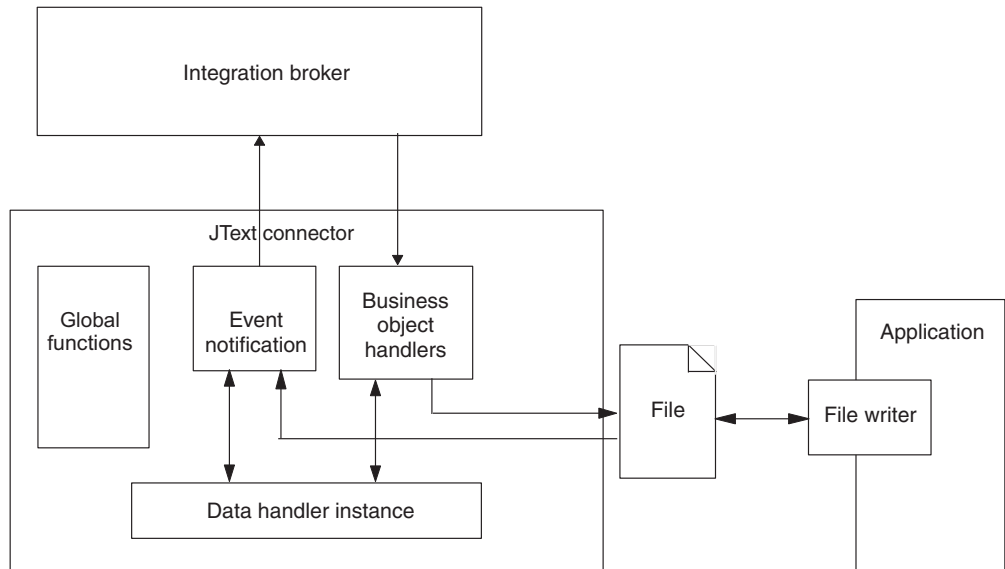 Integration broker
JText connector
Global
functions
Event
notification
Business
object
handlers
Application
File
File writer
Data handler instance